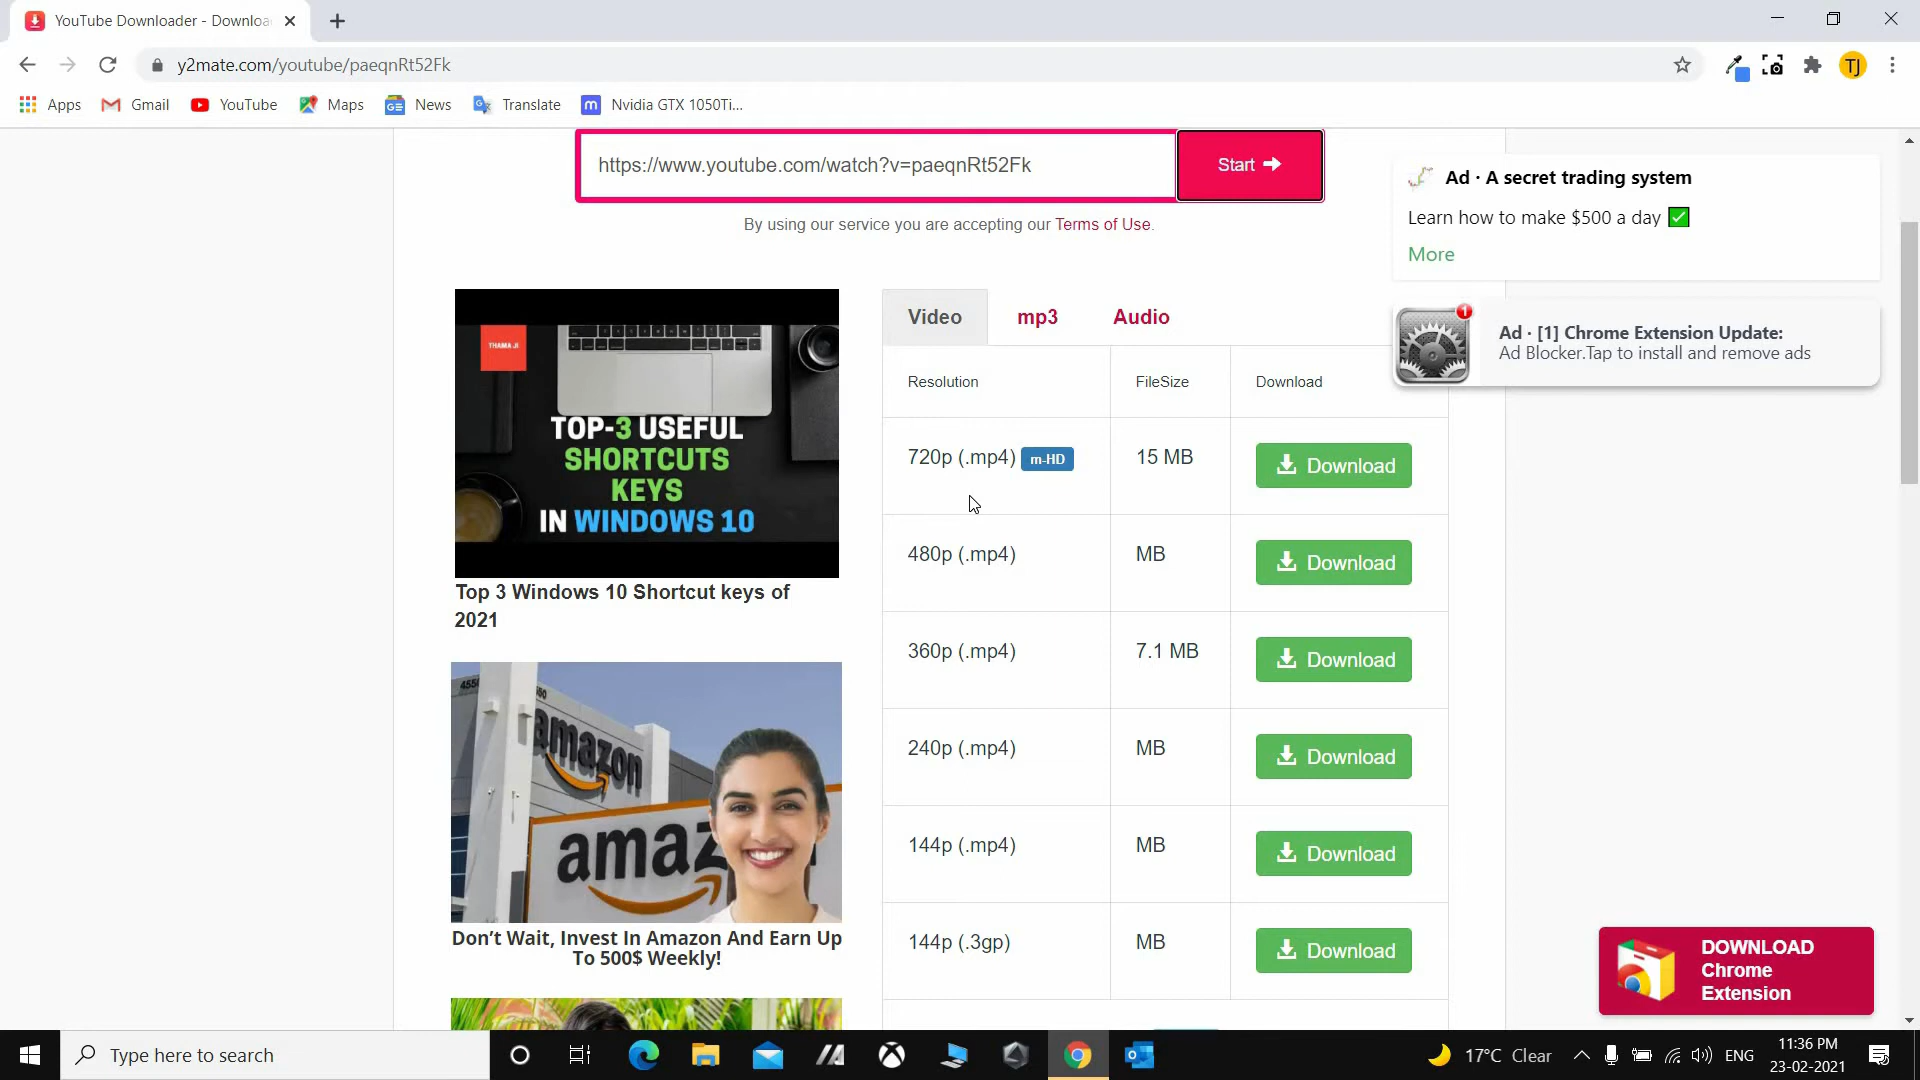 YouTube Downloader - Downloa
y2mate.com/youtube/paeqnRt52Fk
TJ
Apps
Gmail
YouTube
Maps
News
Translate
Nvidia GTX 1050Ti...
https://www.youtube.com/watch?v=paeqnRt52Fk
Start
By using our service you are accepting our Terms of Use.
Ad · A secret trading system
Learn how to make $500 a day
More
1
Ad · [1] Chrome Extension Update:
Ad Blocker.Tap to install and remove ads
THAMA JI
TOP-3 USEFUL
SHORTCUTS
KEYS
IN WINDOWS 10
Top 3 Windows 10 Shortcut keys of
2021
Video mp3 Audio
Resolution FileSize Download
720p (.mp4) m-HD 15 MB Download
480p (.mp4) MB Download
360p (.mp4) 7.1 MB Download
240p (.mp4) MB Download
144p (.mp4) MB Download
144p (.3gp) MB Download
amazon
Don't Wait, Invest In Amazon And Earn Up
To 500$ Weekly!
DOWNLOAD
Chrome
Extension
Type here to search
17°C Clear
ENG
11:36 PM
23-02-2021